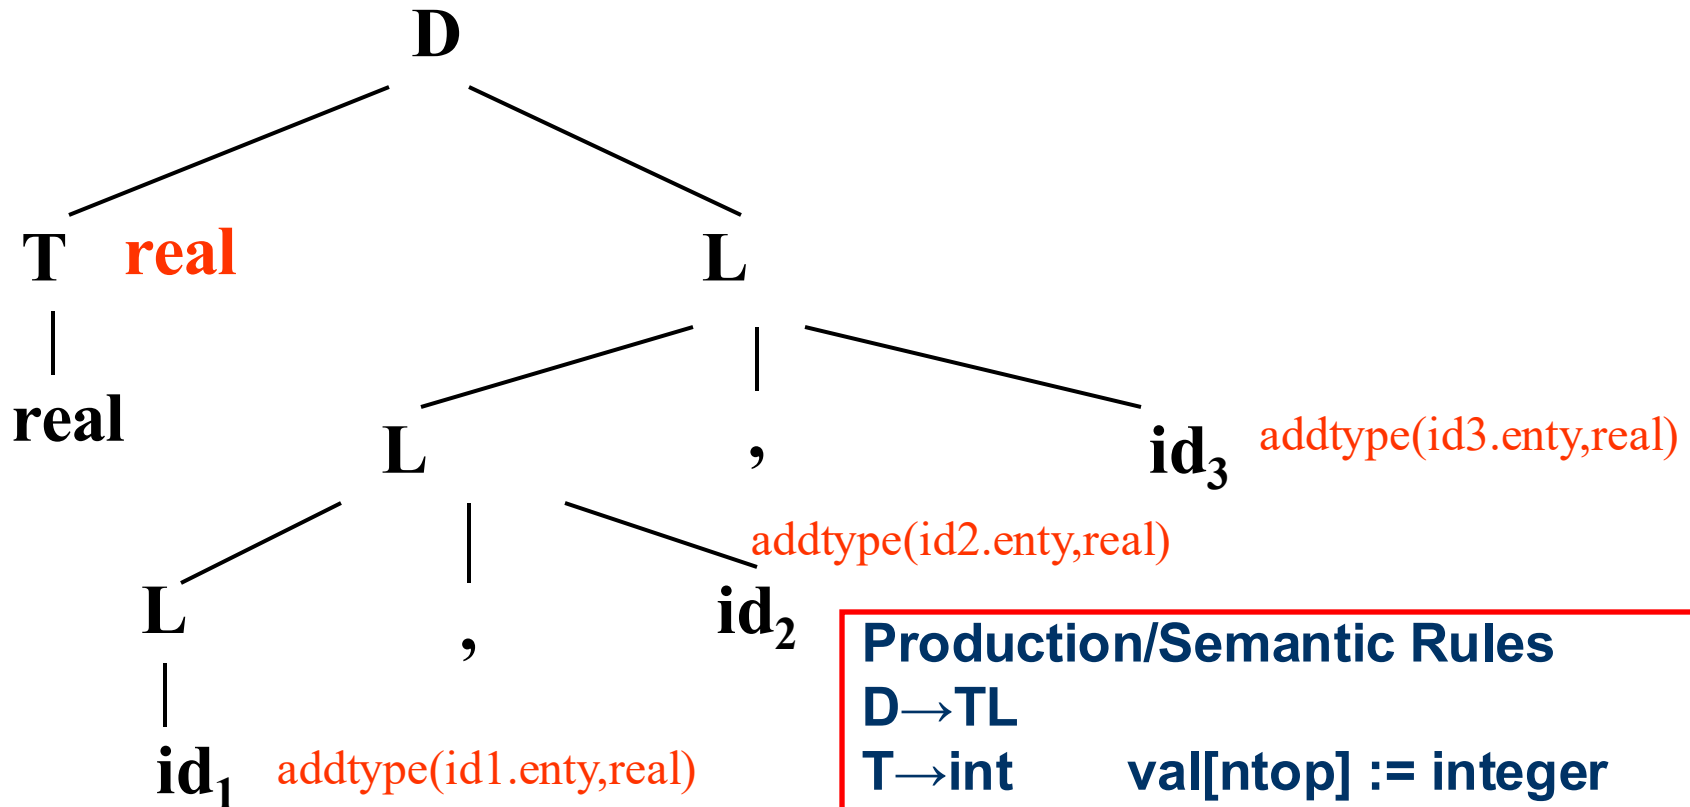 D
T real L
real
L , id₃ addtype(id3.enty,real)
addtype(id2.enty,real)
L , id₂
id₁ addtype(id1.enty,real)
Production/Semantic Rules
D→TL
T→int val[ntop] := integer